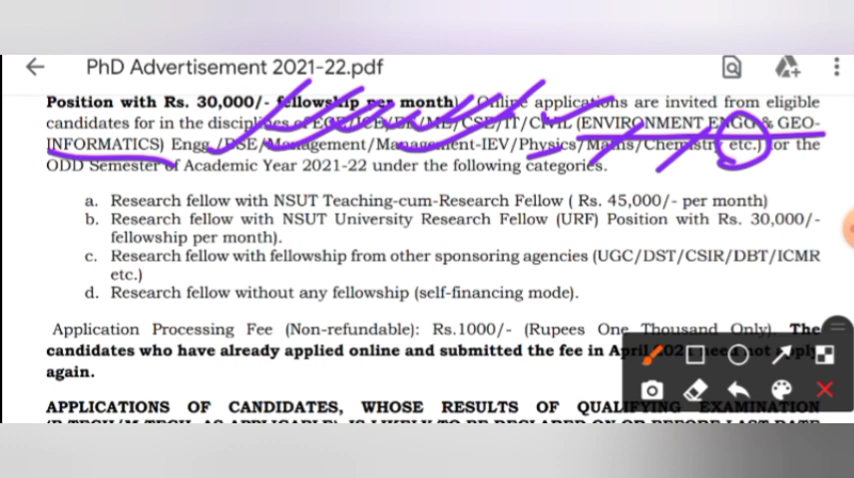 PhD Advertisement 2021-22.pdf
Position with Rs. 30,000/- fellowship per month). Online applications are invited from eligible
candidates for in the disciplines of ECE/ICE/BT/ME/CSE/IT/CIVIL (ENVIRONMENT ENGG & GEO-
INFORMATICS) Engg./DSE/Management/Management-IEV/Physics/Maths/Chemistry etc.) for the
ODD Semester of Academic Year 2021-22 under the following categories.
a. Research fellow with NSUT Teaching-cum-Research Fellow ( Rs. 45,000/- per month)
b. Research fellow with NSUT University Research Fellow (URF) Position with Rs. 30,000/-
fellowship per month).
c. Research fellow with fellowship from other sponsoring agencies (UGC/DST/CSIR/DBT/ICMR
etc.)
d. Research fellow without any fellowship (self-financing mode).
Application Processing Fee (Non-refundable): Rs.1000/- (Rupees One Thousand Only). The
candidates who have already applied online and submitted the fee in April 2021 need not apply
again.
APPLICATIONS OF CANDIDATES, WHOSE RESULTS OF QUALIFYING EXAMINATION